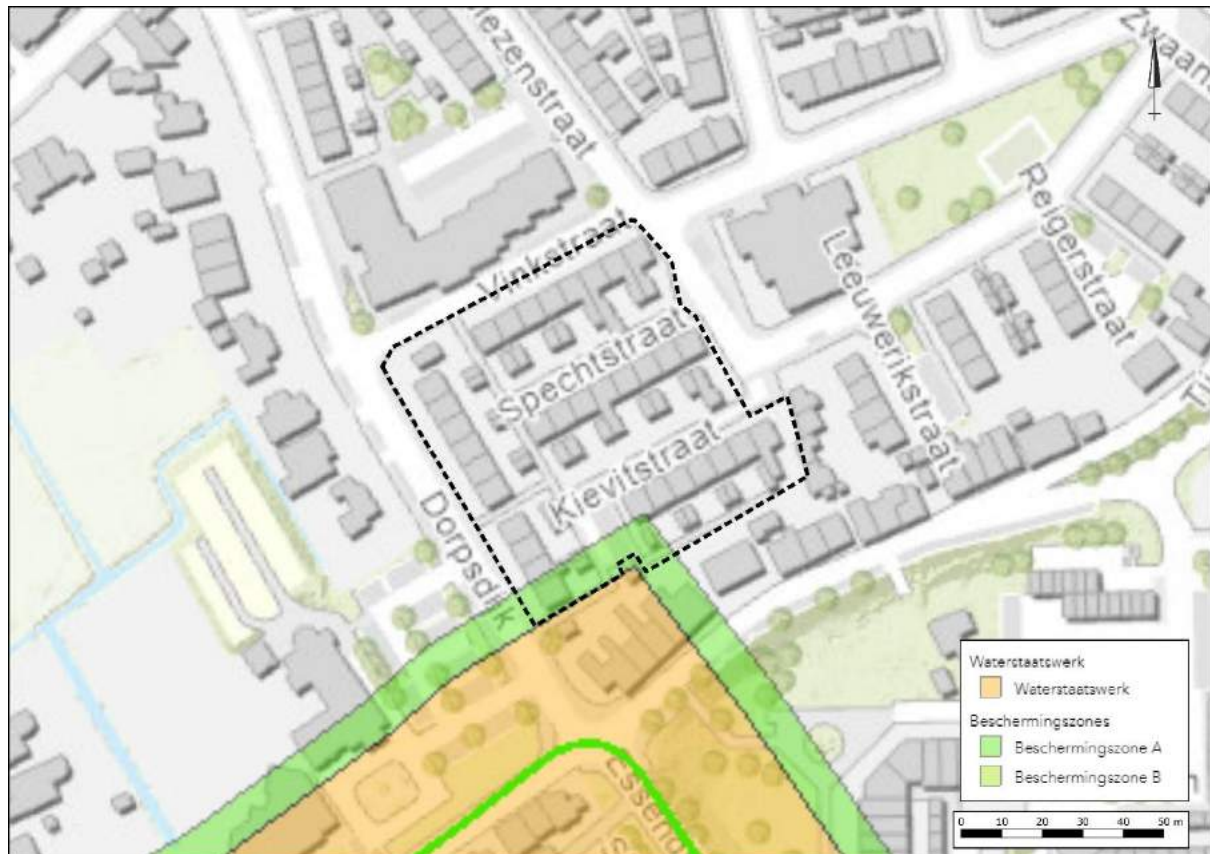 Vinkstraat
Spechtstraat
Kievitstraat
Leeuwerikstraat
Reigerstraat
Dorpsdijk
Waterstaatswerk
Waterstaatswerk
Beschermingszones
Beschermingszone A
Beschermingszone B
0 10 20 30 40 50 m